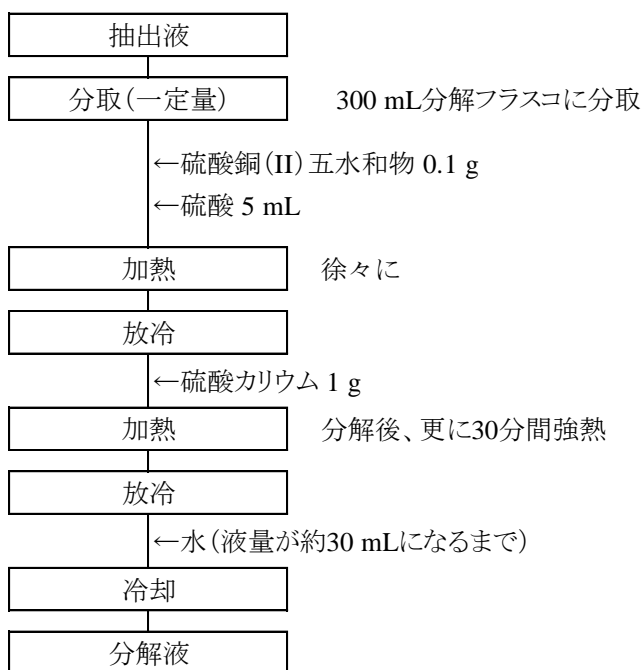 抽出液
分取(一定量) 300 mL分解フラスコに分取
←硫酸銅(II)五水和物 0.1 g
←硫酸 5 mL
加熱 徐々に
放冷
←硫酸カリウム 1 g
加熱 分解後、更に30分間強熱
放冷
←水(液量が約30 mLになるまで)
冷却
分解液